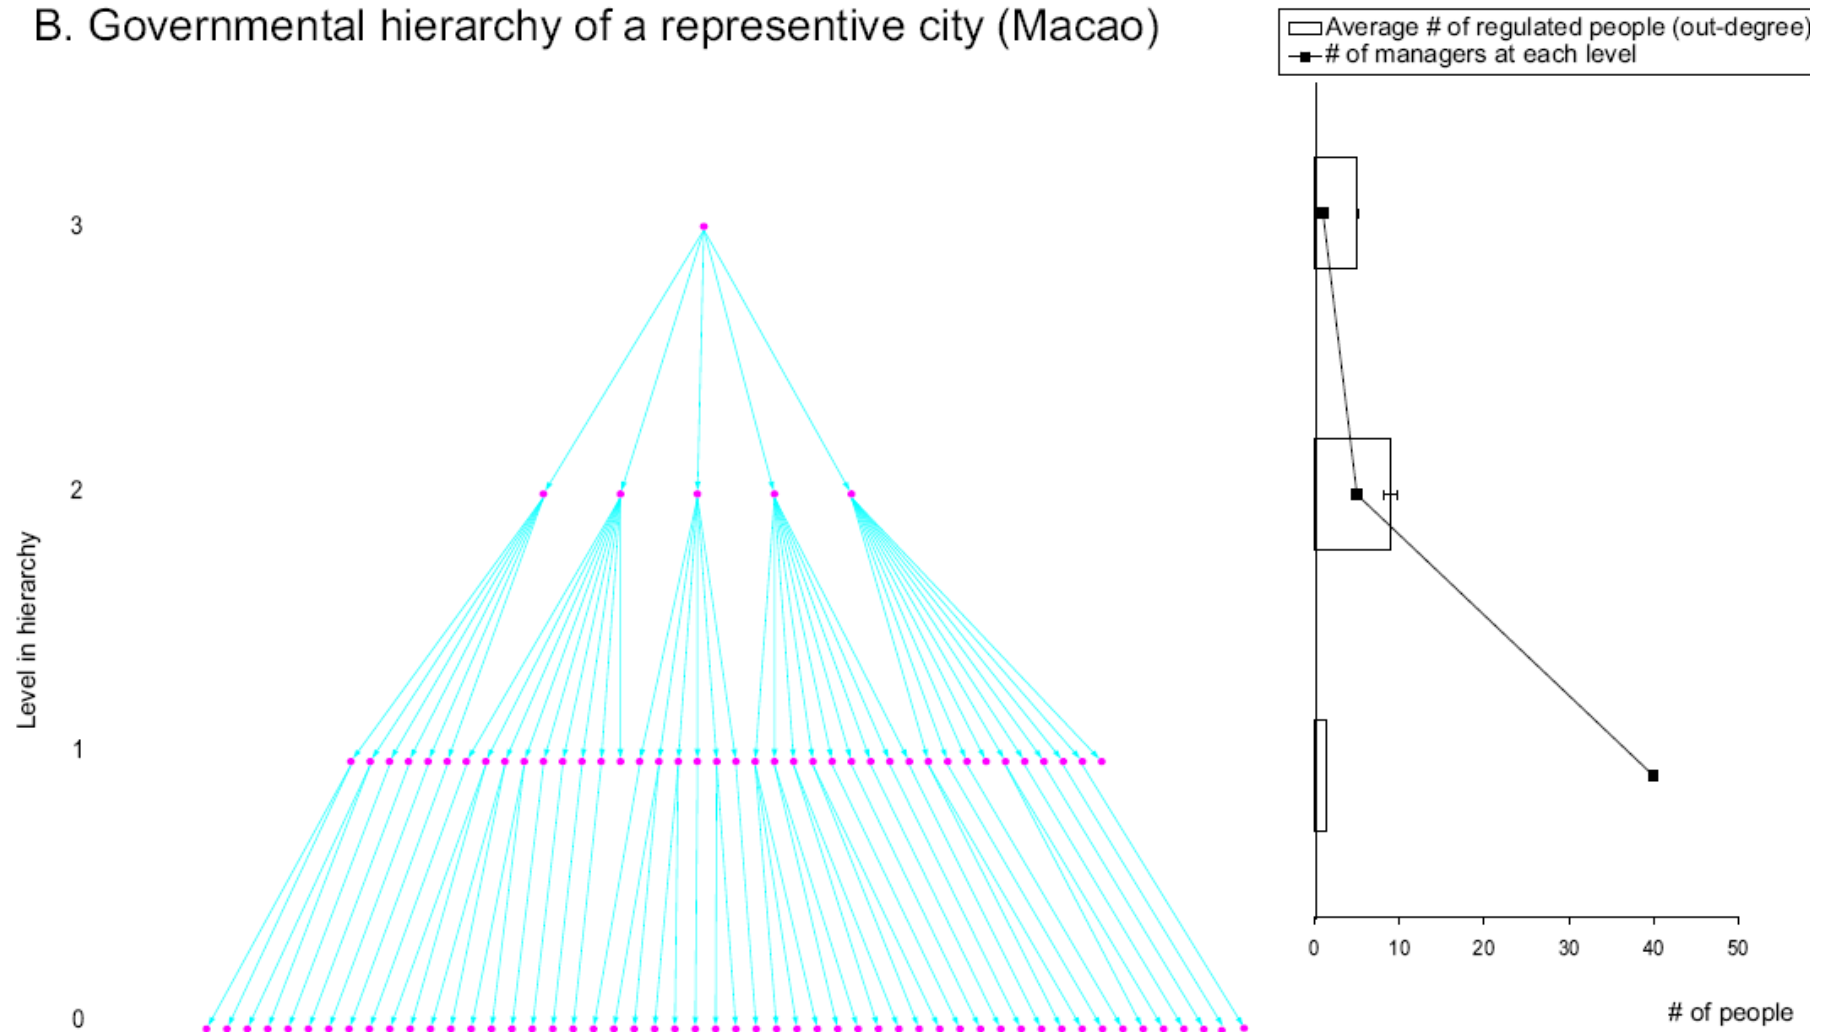 B. Governmental hierarchy of a representive city (Macao)
Average # of regulated people (out-degree)
# of managers at each level
3
2
1
0
Level in hierarchy
0 10 20 30 40 50
# of people